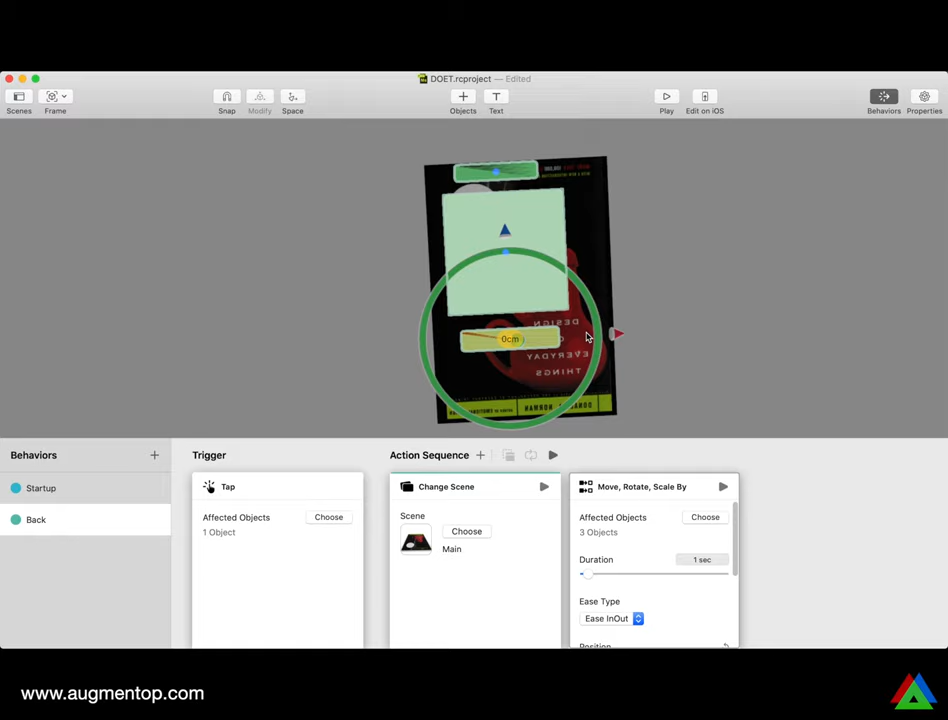 DOET.rcproject — Edited
Scenes
Frame
Snap
Modify
Space
Objects
Text
Play
Edit on iOS
Behaviors
Properties
0cm
DESIGN
EVERYDAY
THINGS
NORMAN
Behaviors
Trigger
Action Sequence
Startup
Back
Tap
Affected Objects
Choose
1 Object
Change Scene
Scene
Choose
Main
Move, Rotate, Scale By
Affected Objects
Choose
3 Objects
Duration
1 sec
Ease Type
Ease InOut
Position
www.augmentop.com